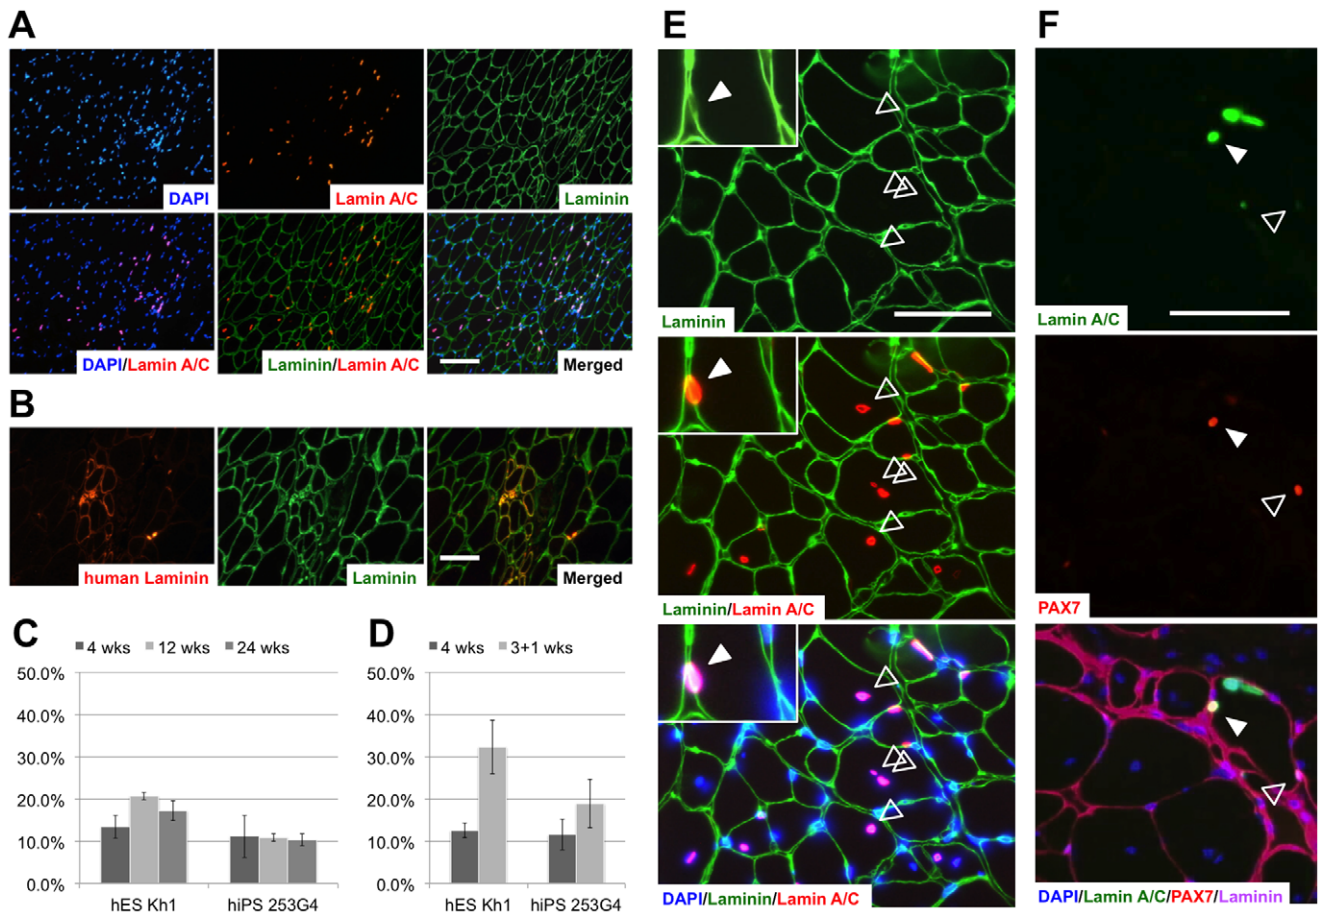 A
DAPI
Lamin A/C
Laminin
DAPI/Lamin A/C
Laminin/Lamin A/C
Merged
B
human Laminin
Laminin
Merged
C
4 wks 12 wks 24 wks
50.0%
40.0%
30.0%
20.0%
10.0%
0.0%
hES Kh1 hiPS 253G4
D
4 wks 3+1 wks
50.0%
40.0%
30.0%
20.0%
10.0%
0.0%
hES Kh1 hiPS 253G4
E
Laminin
Laminin/Lamin A/C
DAPI/Laminin/Lamin A/C
F
Lamin A/C
PAX7
DAPI/Lamin A/C/PAX7/Laminin